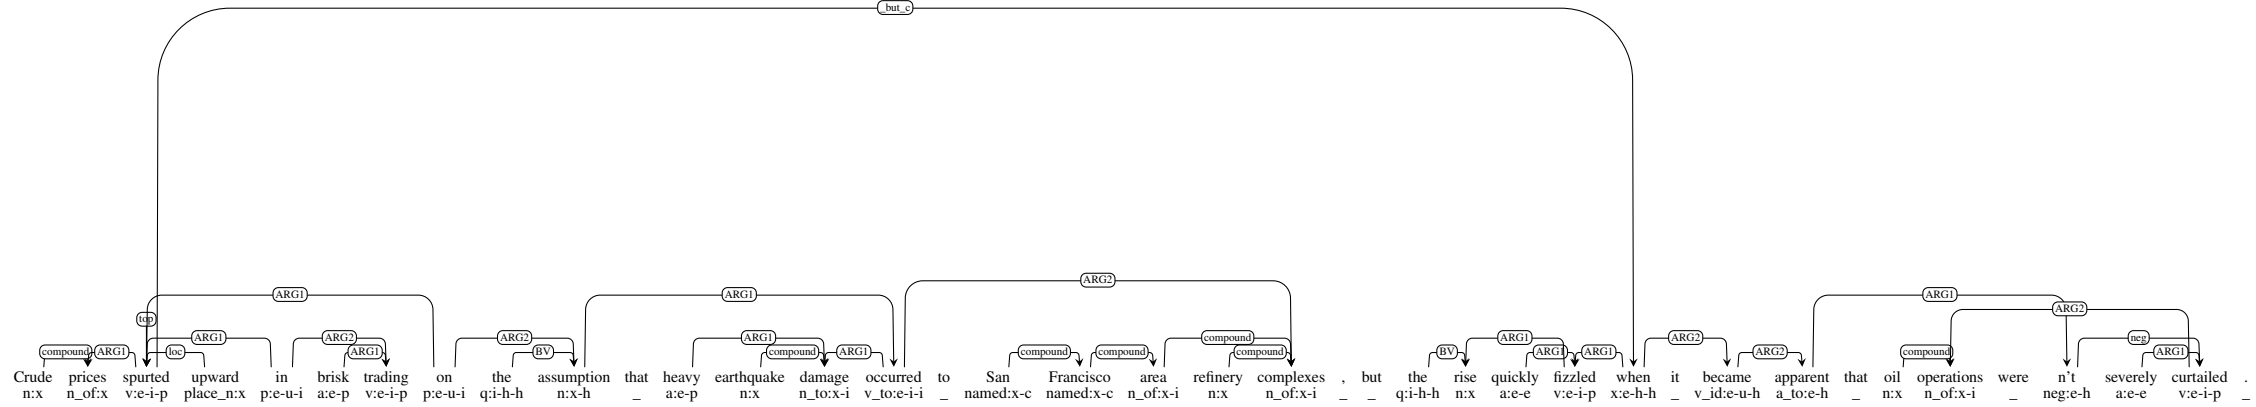 _but_c
ARG2
ARG1 ARG1 ARG1
ARG2
top
ARG1 ARG2 ARG2 ARG1 compound ARG1 ARG2 neg
compound ARG1 loc ARG1 BV compound ARG1 compound compound compound BV ARG1 ARG1 ARG2 compound ARG1
Crude prices spurted upward in brisk trading on the assumption that heavy earthquake damage occurred to San Francisco area refinery complexes , but the rise quickly fizzled when it became apparent that oil operations were n't severely curtailed .
n:x n_of:x v:e-i-p place_n:x p:e-u-i a:e-p v:e-i-p p:e-u-i q:i-h-h n:x-h _ a:e-p n:x n_to:x-i v_to:e-i-i _ named:x-c named:x-c n_of:x-i n:x n_of:x-i _ _ q:i-h-h n:x a:e-e v:e-i-p x:e-h-h _ v_id:e-u-h a_to:e-h _ n:x n_of:x-i _ neg:e-h a:e-e v:e-i-p _